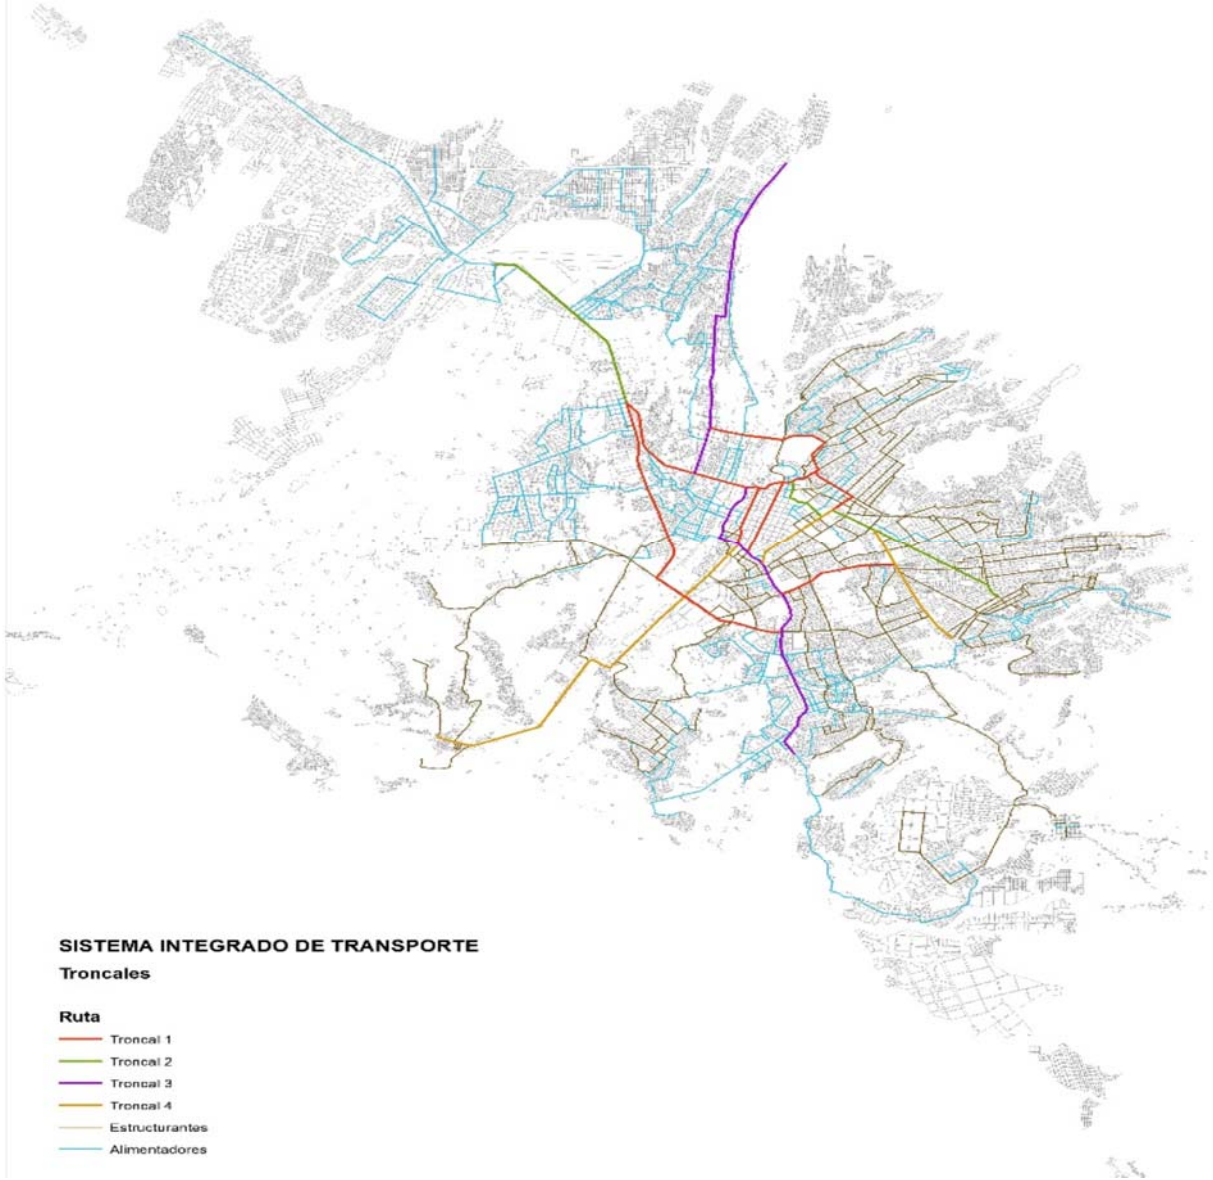 SISTEMA INTEGRADO DE TRANSPORTE
Troncales
Ruta
Troncal 1
Troncal 2
Troncal 3
Troncal 4
Estructurantes
Alimentadores